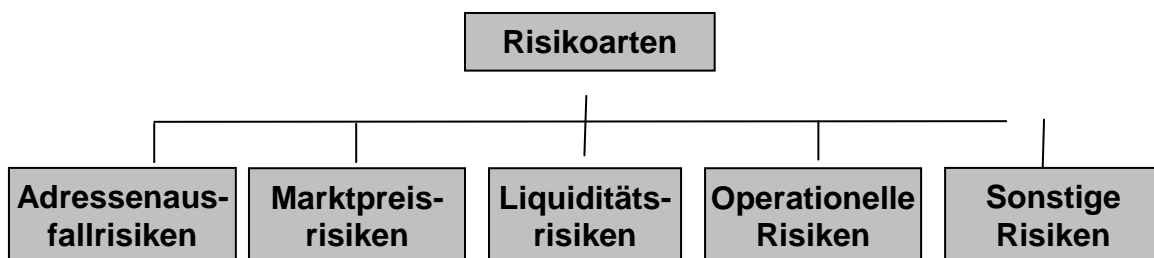 Risikoarten
Adressenaus-
fallrisiken
Marktpreis-
risiken
Liquiditäts-
risiken
Operationelle
Risiken
Sonstige
Risiken